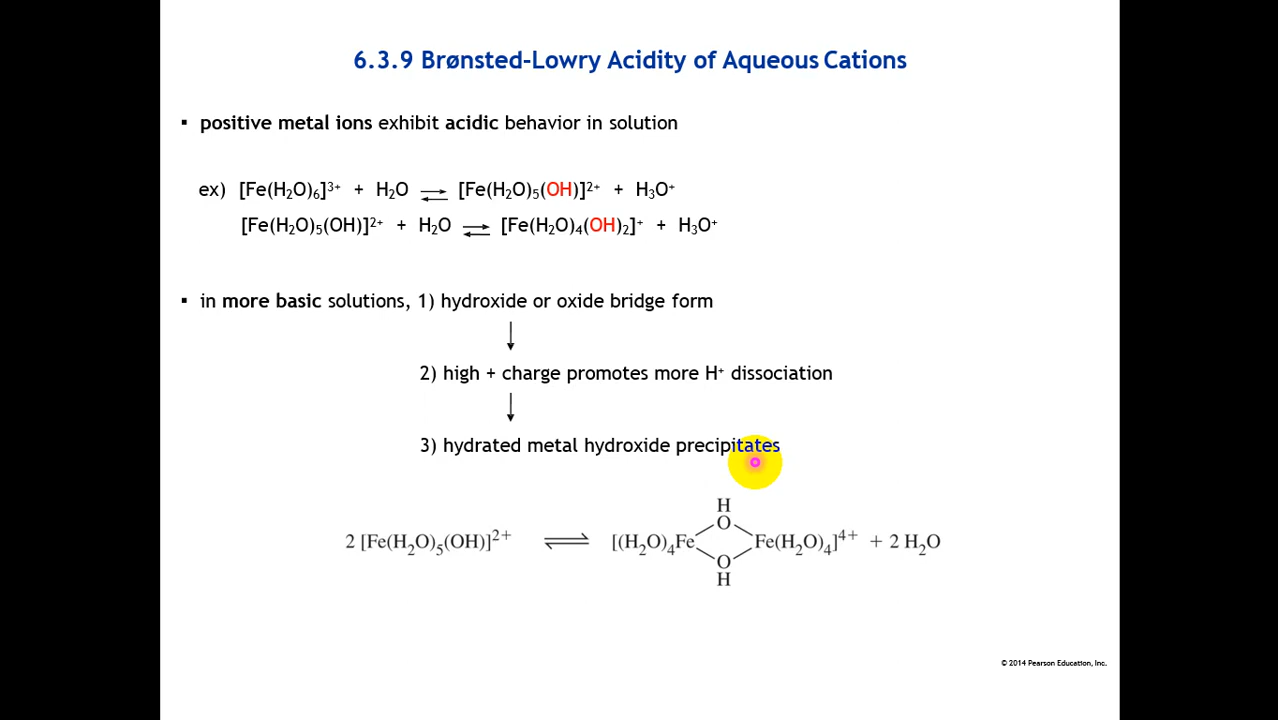 6.3.9 Brønsted-Lowry Acidity of Aqueous Cations
▪ positive metal ions exhibit acidic behavior in solution
ex) [Fe(H₂O)₆]³⁺ + H₂O ⇌ [Fe(H₂O)₅(OH)]²⁺ + H₃O⁺
[Fe(H₂O)₅(OH)]²⁺ + H₂O ⇌ [Fe(H₂O)₄(OH)₂]⁺ + H₃O⁺
▪ in more basic solutions, 1) hydroxide or oxide bridge form
↓
2) high + charge promotes more H⁺ dissociation
↓
3) hydrated metal hydroxide precipitates
H
O
2 [Fe(H₂O)₅(OH)]²⁺ ⇌ [(H₂O)₄Fe Fe(H₂O)₄]⁴⁺ + 2 H₂O
O
H
© 2014 Pearson Education, Inc.